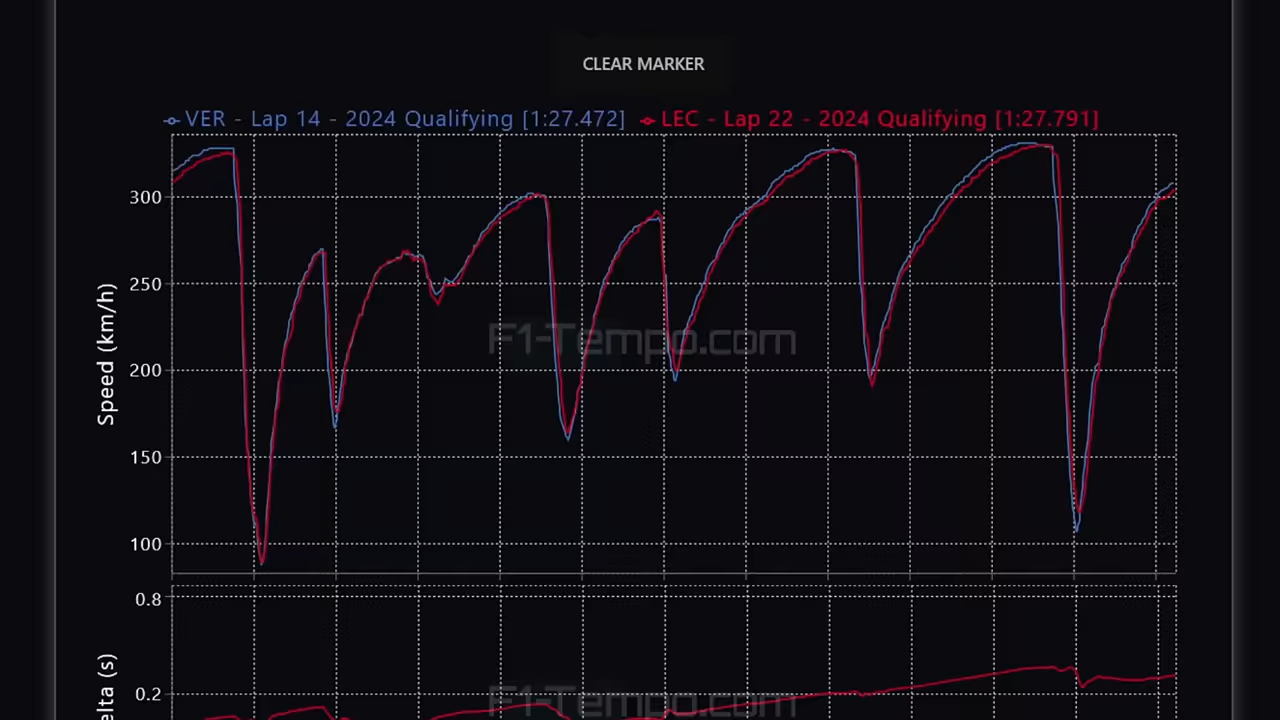 CLEAR MARKER
VER - Lap 14 - 2024 Qualifying [1:27.472] LEC - Lap 22 - 2024 Qualifying [1:27.791]
300
250
200
150
100
Speed (km/h)
F1-Tempo.com
0.8
0.2
elta (s)
F1-Tempo.com